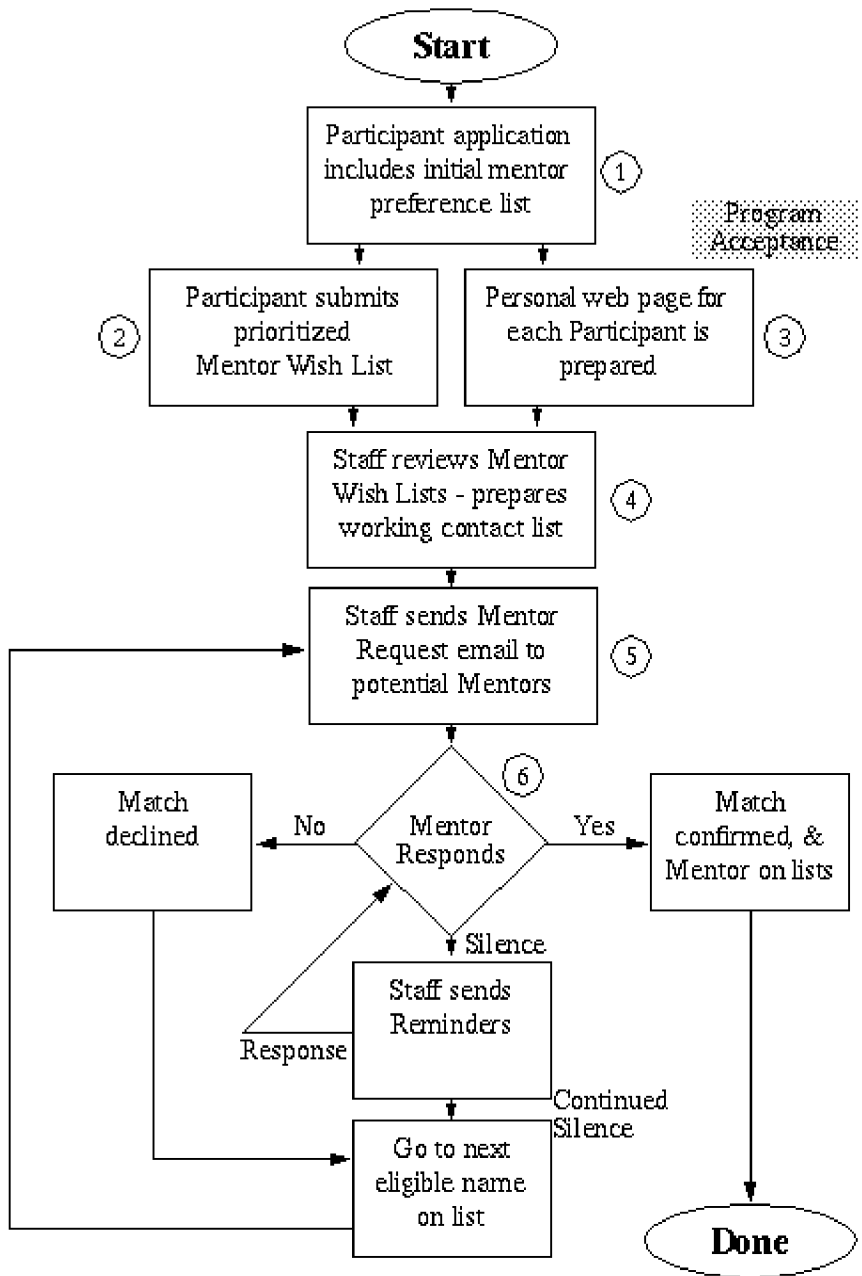 Start
Participant application
includes initial mentor
preference list
1
Program
Acceptance
Participant submits
prioritized
Mentor Wish List
2
Personal web page for
each Participant is
prepared
3
Staff reviews Mentor
Wish Lists - prepares
working contact list
4
Staff sends Mentor
Request email to
potential Mentors
5
6
Mentor
Responds
No
Match
declined
Yes
Match
confirmed, &
Mentor on lists
Silence
Staff sends
Reminders
Response
Continued
Silence
Go to next
eligible name
on list
Done